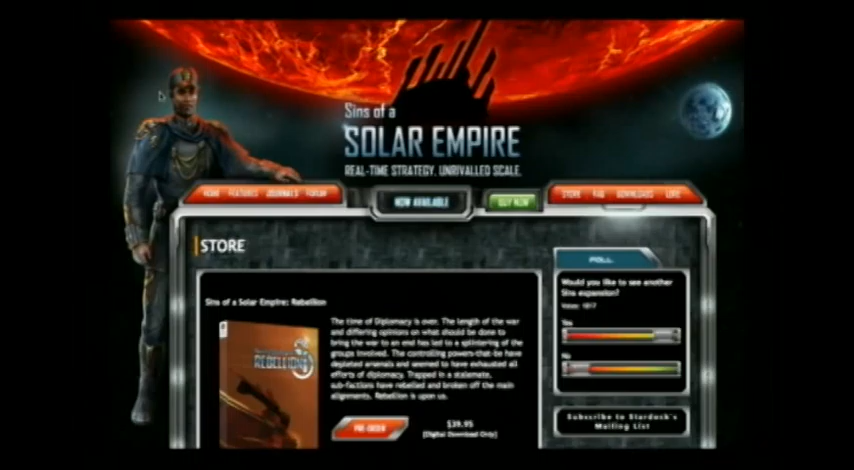 Sins of a
SOLAR EMPIRE
REAL-TIME STRATEGY. UNRIVALLED SCALE.
HOME FEATURES JOURNALS FORUM
NOW AVAILABLE
BUY NOW
STORE FAQ DOWNLOADS LORE
STORE
Sins of a Solar Empire: Rebellion
REBELLION
The time of Diplomacy is over. The length of the war
and differing opinions on what should be done to
bring the war to an end has led to a splintering of the
groups involved. The controlling powers-that-be have
depleted arsenals and seemed to have exhausted all
efforts of diplomacy. Trapped in a stalemate,
sub-factions have rebelled and broken off the main
alignments. Rebellion is upon us.
PRE-ORDER
$39.95
[Digital Download Only]
POLL
Would you like to see another
Sins expansion?
Votes: 1817
Yes
No
Subscribe to Stardock's
Mailing List